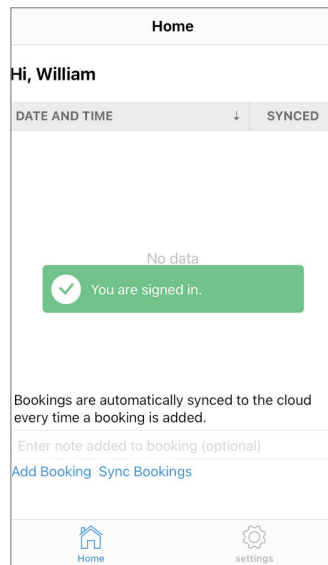 Home
Hi, William
DATE AND TIME ↓ SYNCED
No data
You are signed in.
Bookings are automatically synced to the cloud
every time a booking is added.
Enter note added to booking (optional)
Add Booking Sync Bookings
Home settings